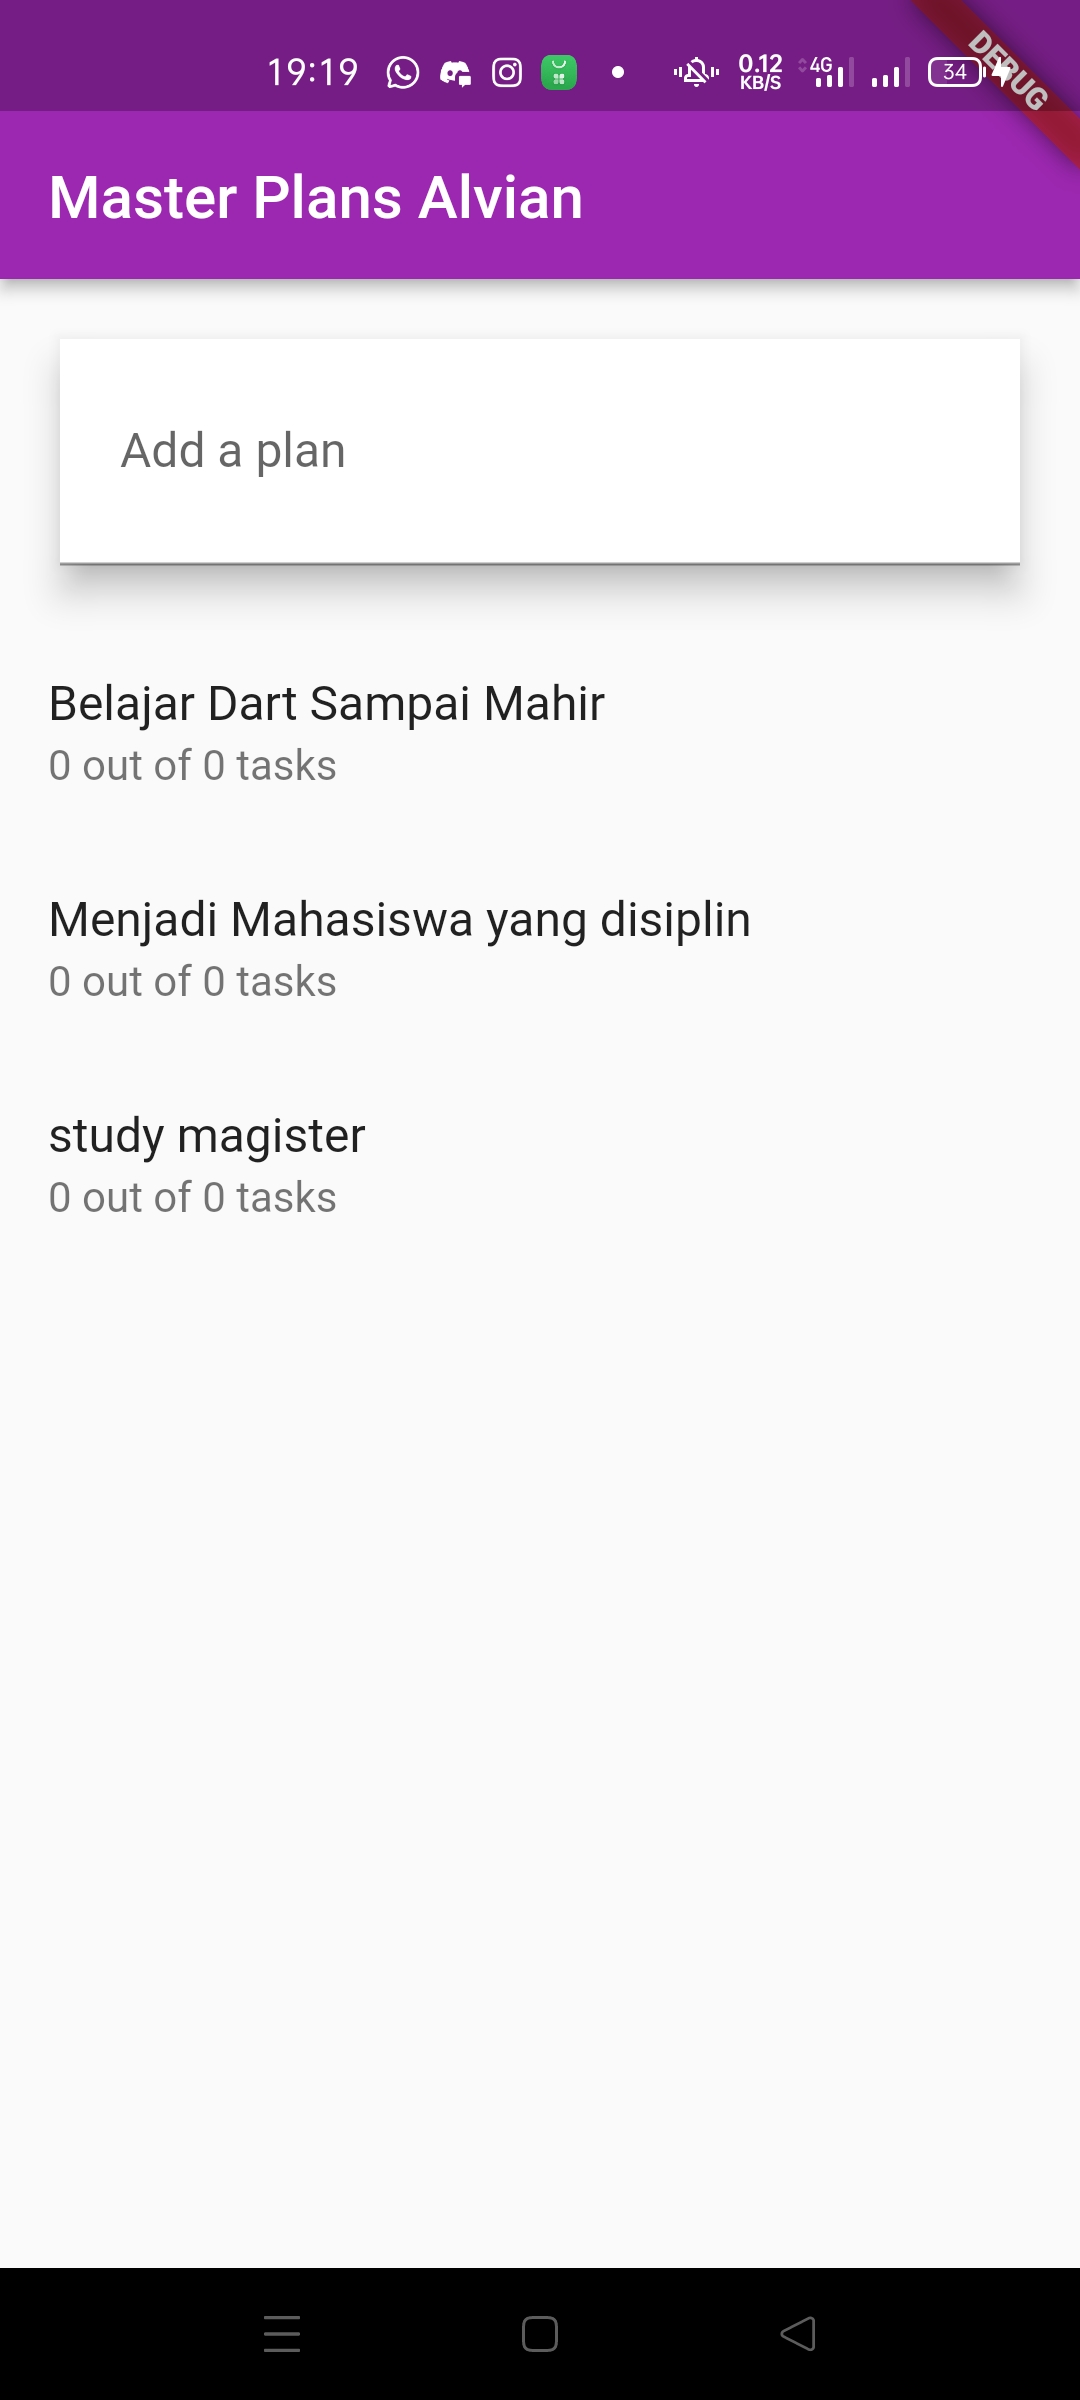 19:19
0.12
KB/S
4G
34
DEBUG
Master Plans Alvian
Add a plan
Belajar Dart Sampai Mahir
0 out of 0 tasks
Menjadi Mahasiswa yang disiplin
0 out of 0 tasks
study magister
0 out of 0 tasks